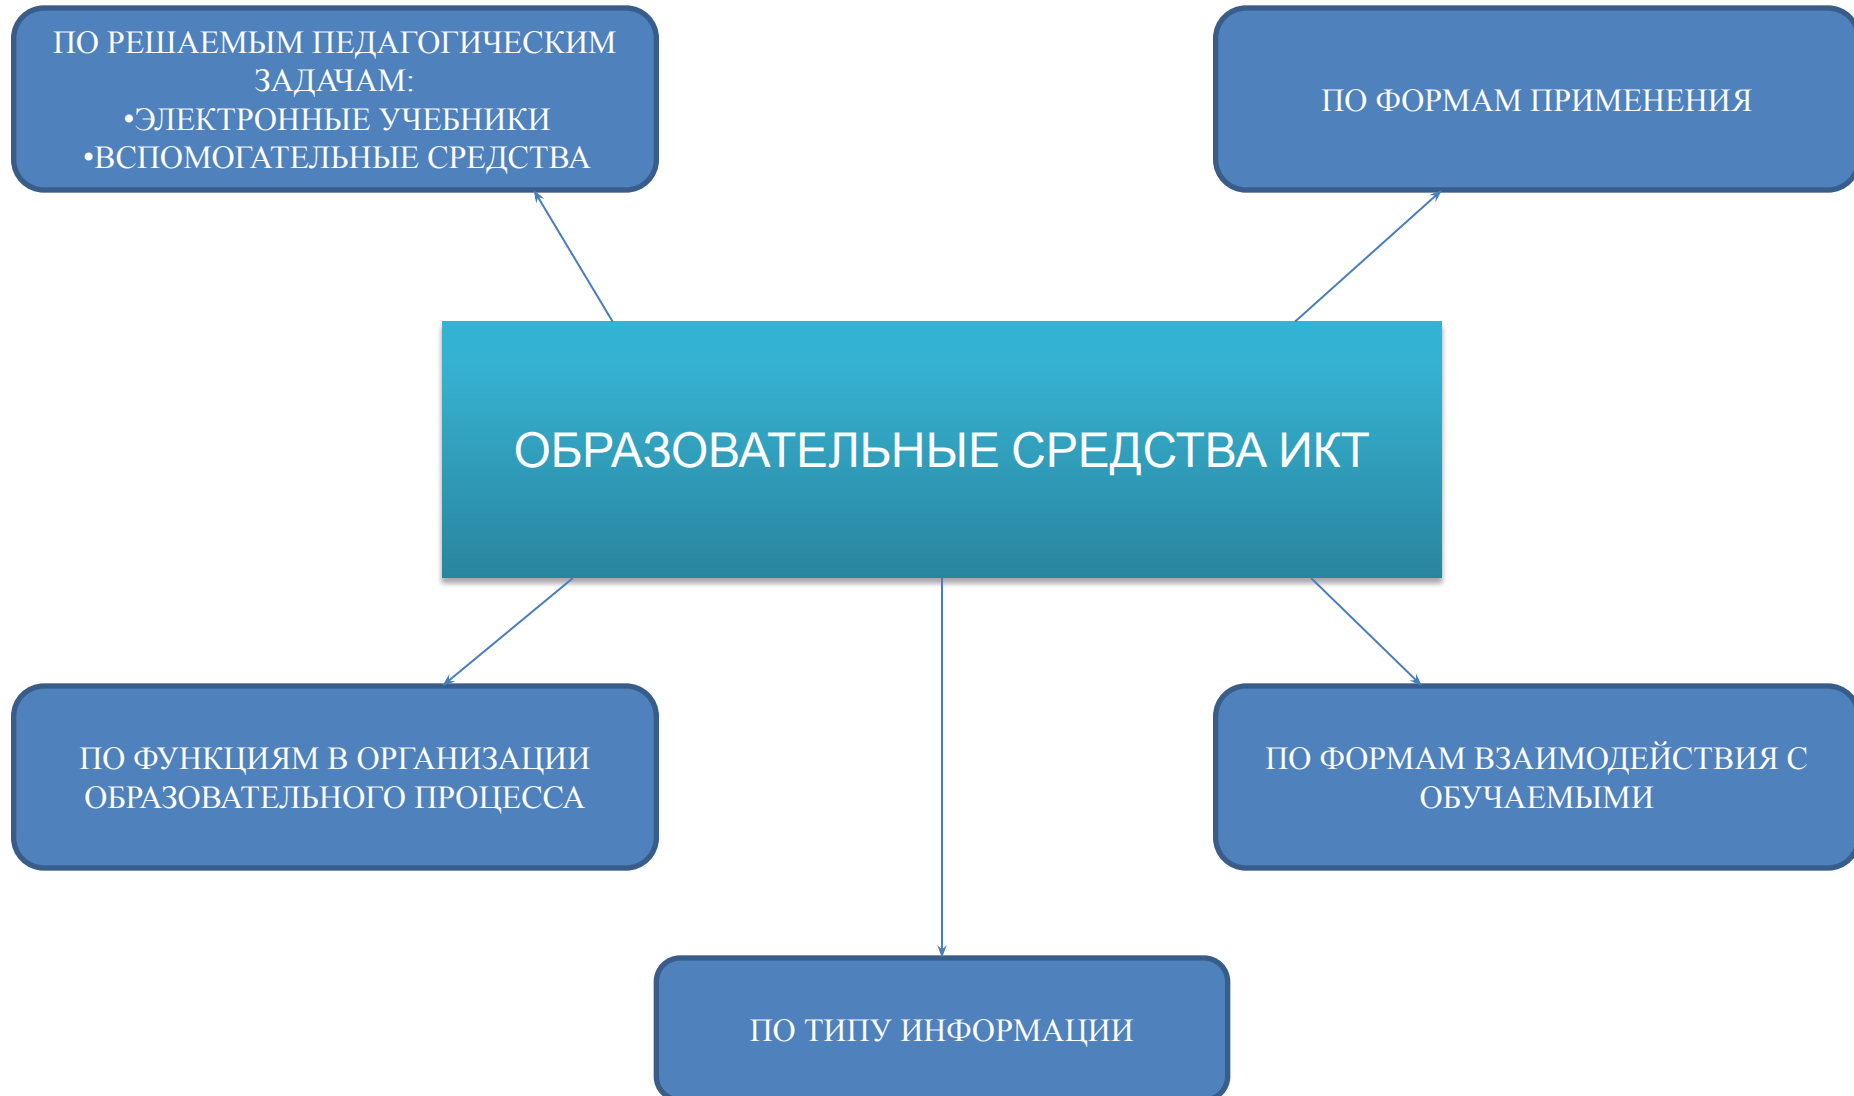 ПО РЕШАЕМЫМ ПЕДАГОГИЧЕСКИМ
ЗАДАЧАМ:
•ЭЛЕКТРОННЫЕ УЧЕБНИКИ
•ВСПОМОГАТЕЛЬНЫЕ СРЕДСТВА
ПО ФОРМАМ ПРИМЕНЕНИЯ
ОБРАЗОВАТЕЛЬНЫЕ СРЕДСТВА ИКТ
ПО ФУНКЦИЯМ В ОРГАНИЗАЦИИ
ОБРАЗОВАТЕЛЬНОГО ПРОЦЕССА
ПО ФОРМАМ ВЗАИМОДЕЙСТВИЯ С
ОБУЧАЕМЫМИ
ПО ТИПУ ИНФОРМАЦИИ